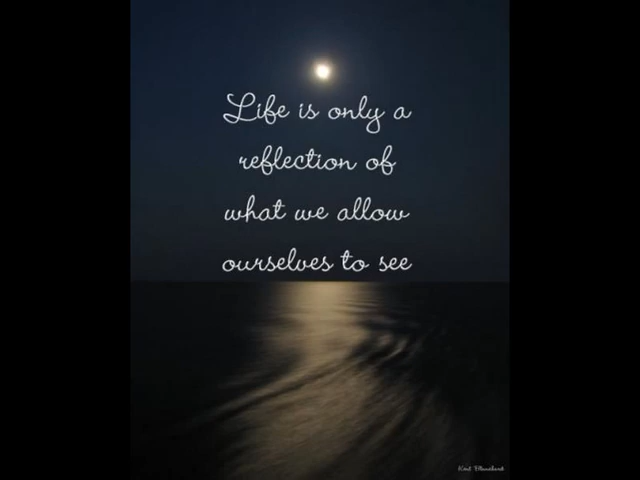 Life is only a
reflection of
what we allow
ourselves to see